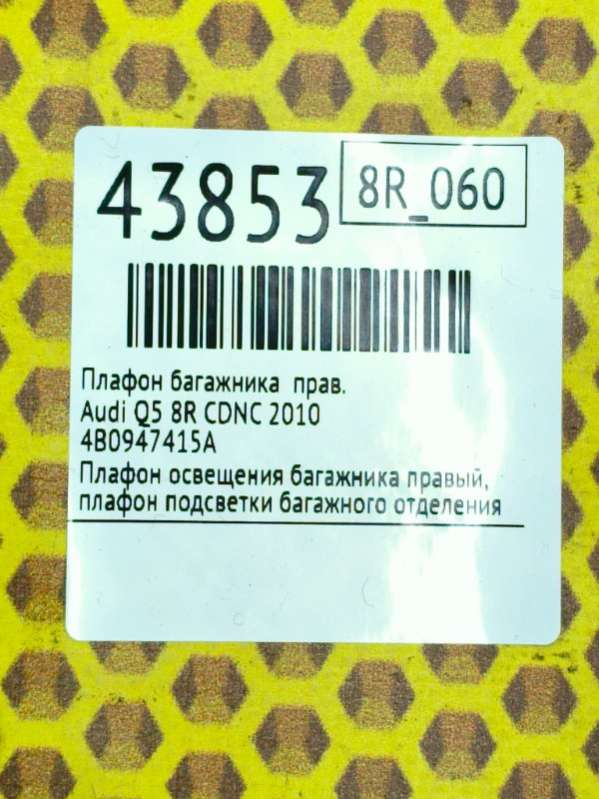 43853
8R_060
Плафон багажника прав.
Audi Q5 8R CDNC 2010
4B0947415A
Плафон освещения багажника правый,
плафон подсветки багажного отделения